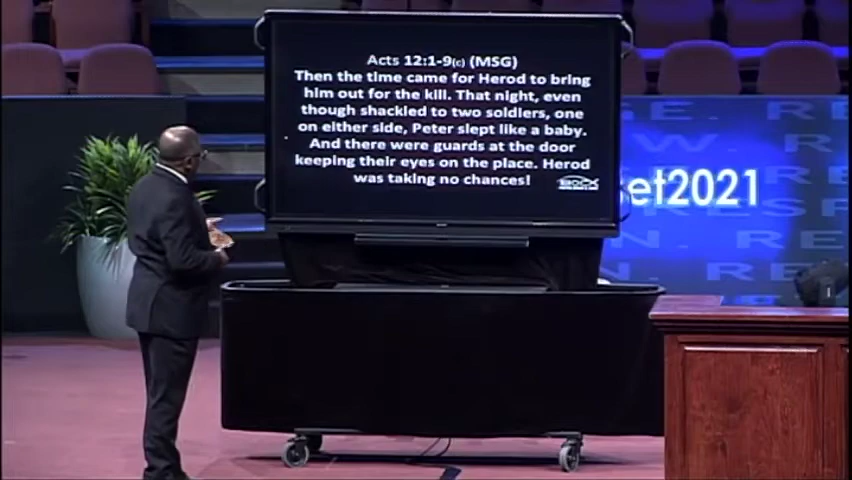 Acts 12:1-9(c) (MSG)
Then the time came for Herod to bring
him out for the kill. That night, even
though shackled to two soldiers, one
on either side, Peter slept like a baby.
And there were guards at the door
keeping their eyes on the place. Herod
was taking no chances!
et2021